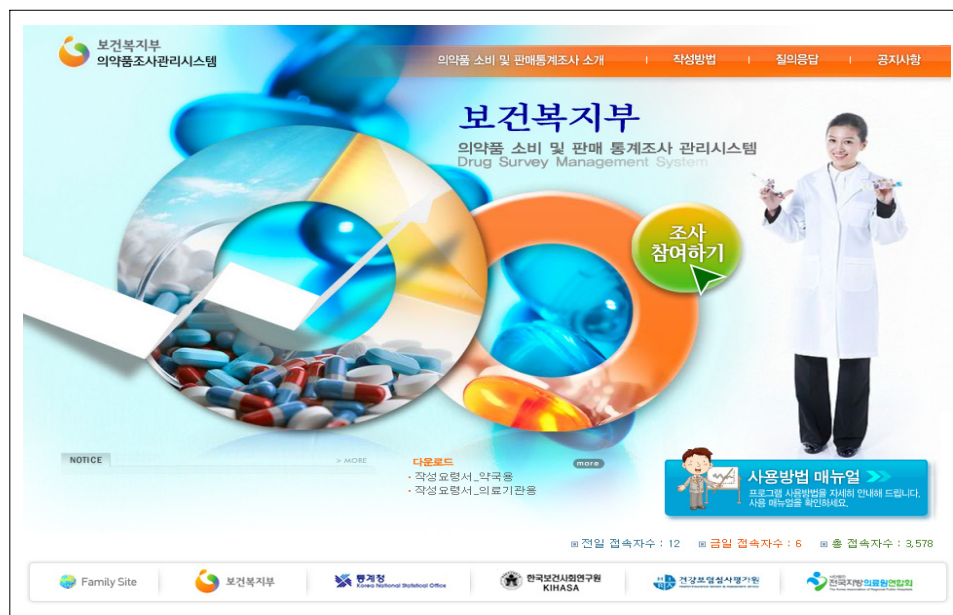 보건복지부
의약품조사관리시스템
의약품 소비 및 판매통계조사 소개 | 작성방법 | 질의응답 | 공지사항
보건복지부
의약품 소비 및 판매 통계조사 관리시스템
Drug Survey Management System
조사
참여하기
NOTICE > MORE
다운로드 more
· 작성요령서_약국용
· 작성요령서_의료기관용
사용방법 매뉴얼
프로그램 사용방법을 자세히 안내해 드립니다.
사용 매뉴얼을 확인하세요.
전일 접속자수 : 12 금일 접속자수 : 6 총 접속자수 : 3,578
Family Site
보건복지부
통계청
Korea National Statistical Office
한국보건사회연구원
KIHASA
건강보험심사평가원
전국지방의료원연합회